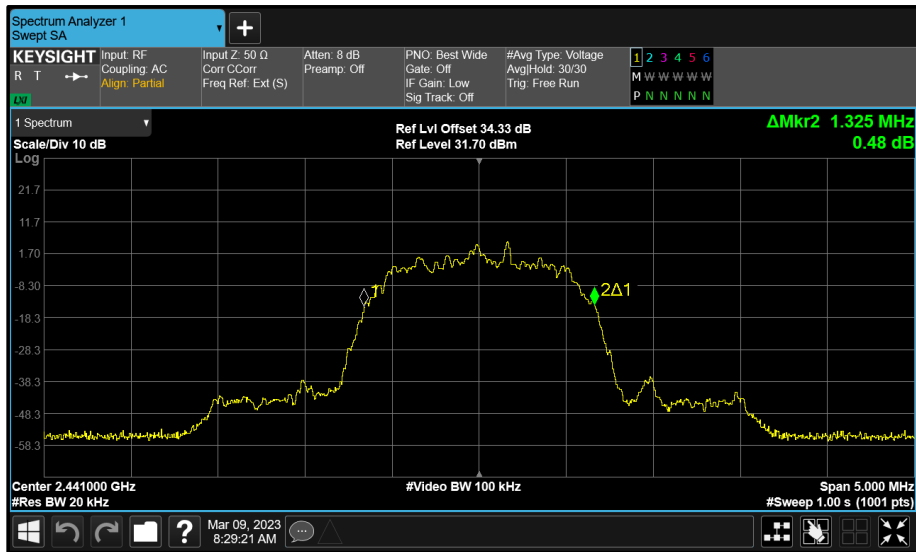 Spectrum Analyzer 1
Swept SA
KEYSIGHT
R T
LXI
Input: RF
Coupling: AC
Align: Partial
Input Z: 50 Ω
Corr CCorr
Freq Ref: Ext (S)
Atten: 8 dB
Preamp: Off
PNO: Best Wide
Gate: Off
IF Gain: Low
Sig Track: Off
#Avg Type: Voltage
Avg|Hold: 30/30
Trig: Free Run
1 2 3 4 5 6
M W W W W W
P N N N N N
1 Spectrum
Scale/Div 10 dB
Ref Lvl Offset 34.33 dB
Ref Level 31.70 dBm
ΔMkr2 1.325 MHz
0.48 dB
Log
21.7
11.7
1.70
-8.30
-18.3
-28.3
-38.3
-48.3
-58.3
1
2Δ1
Center 2.441000 GHz
#Res BW 20 kHz
#Video BW 100 kHz
Span 5.000 MHz
#Sweep 1.00 s (1001 pts)
?
Mar 09, 2023
8:29:21 AM